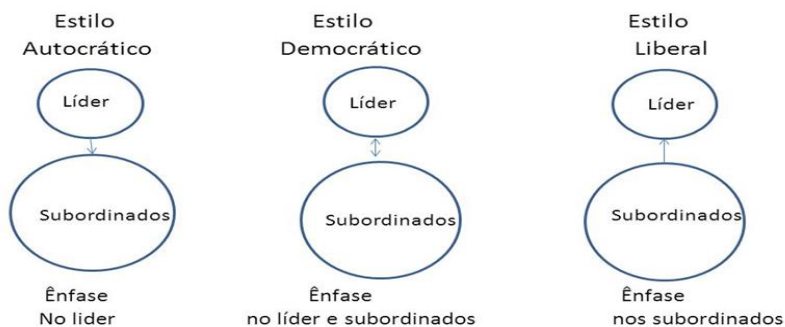 Estilo
Autocrático
Líder
Subordinados
Ênfase
No lider
Estilo
Democrático
Líder
Subordinados
Ênfase
no líder e subordinados
Estilo
Liberal
Líder
Subordinados
Ênfase
nos subordinados